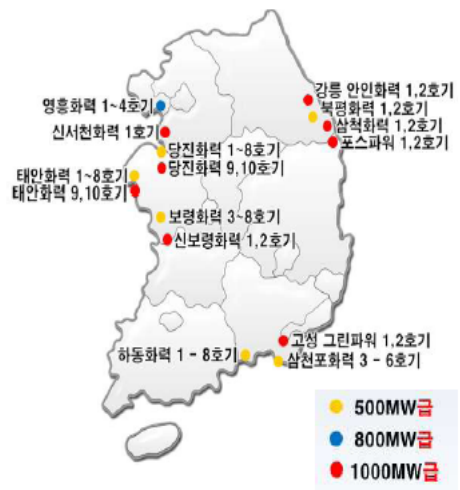 강릉 안인화력 1,2호기
영흥화력 1~4호기
북평화력 1,2호기
신서천화력 1호기
삼척화력 1,2호기
포스파워 1,2호기
당진화력 1~8호기
당진화력 9,10호기
태안화력 1~8호기
태안화력 9,10호기
보령화력 3~8호기
신보령화력 1,2호기
고성 그린파워 1,2호기
하동화력 1 - 8호기
삼천포화력 3 - 6호기
500MW급
800MW급
1000MW급